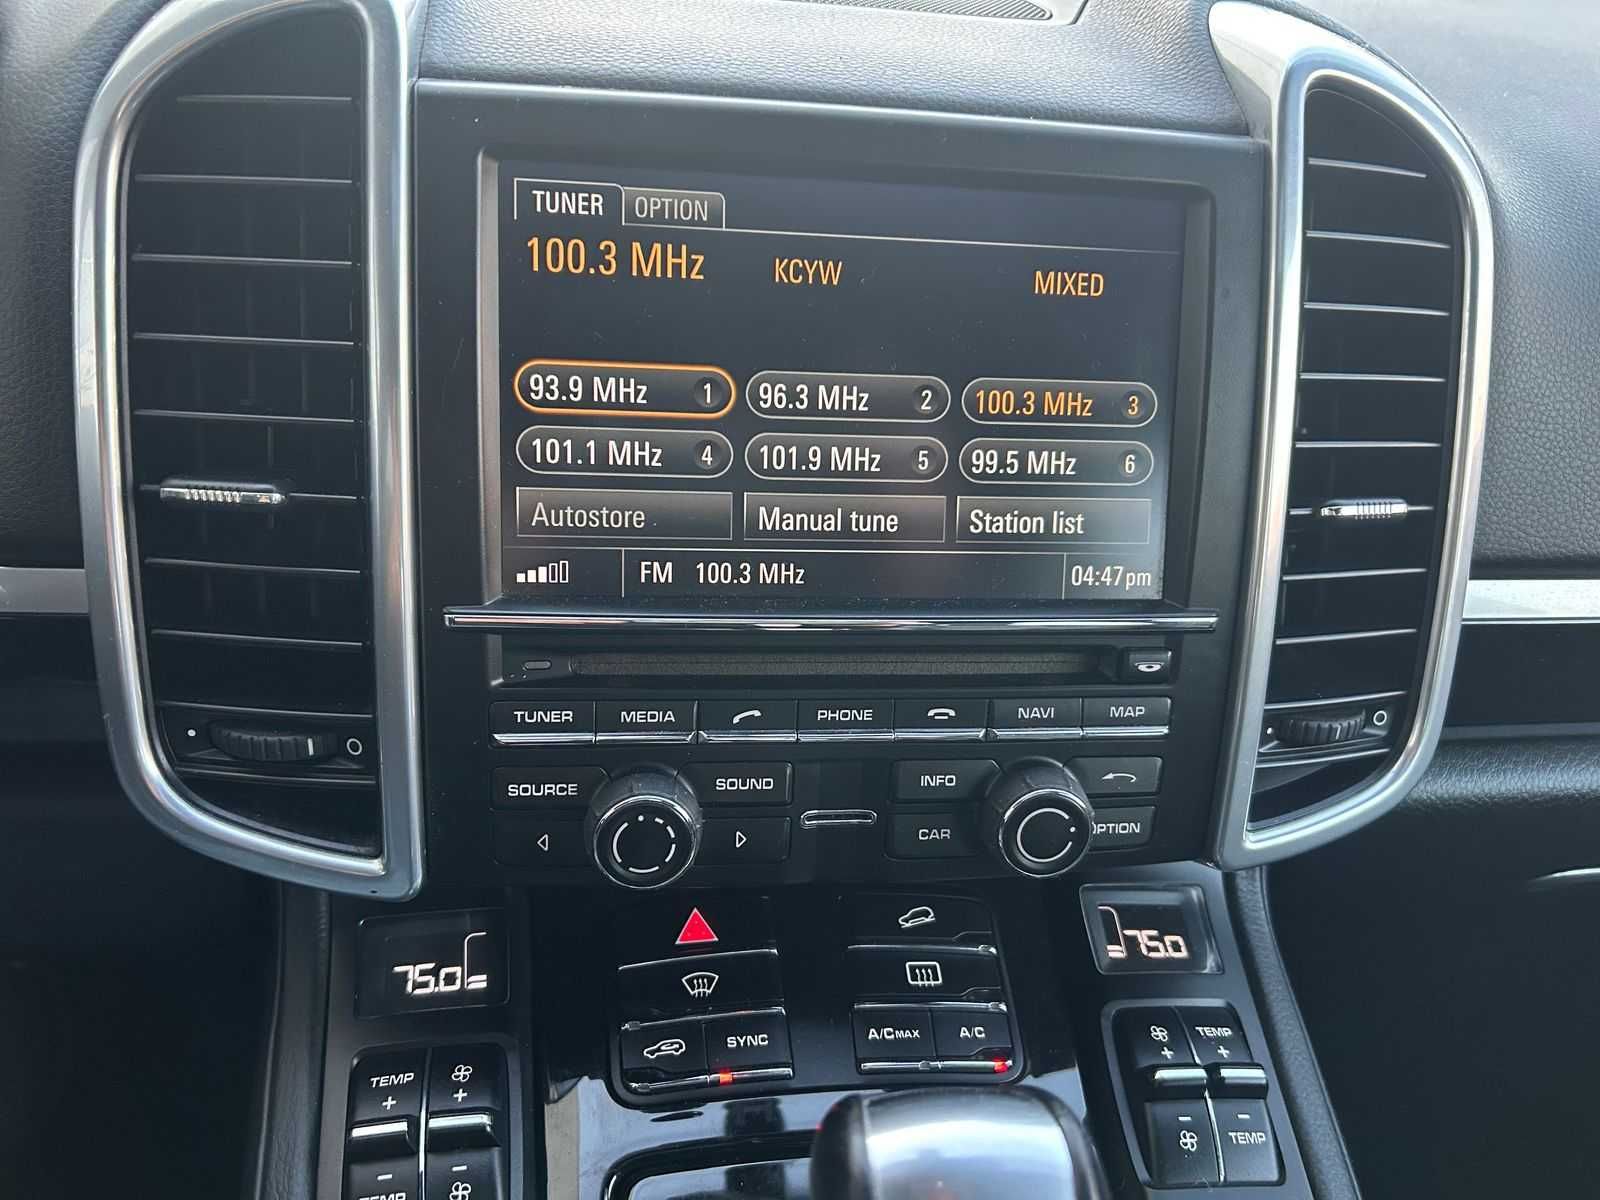 TUNER OPTION
100.3 MHz KCYW MIXED
93.9 MHz 1 96.3 MHz 2 100.3 MHz 3
101.1 MHz 4 101.9 MHz 5 99.5 MHz 6
Autostore Manual tune Station list
FM 100.3 MHz 04:47pm
TUNER MEDIA PHONE NAVI MAP
SOURCE SOUND INFO
CAR OPTION
75.0 75.0
SYNC A/C MAX A/C
TEMP + + + TEMP +
TEMP TEMP